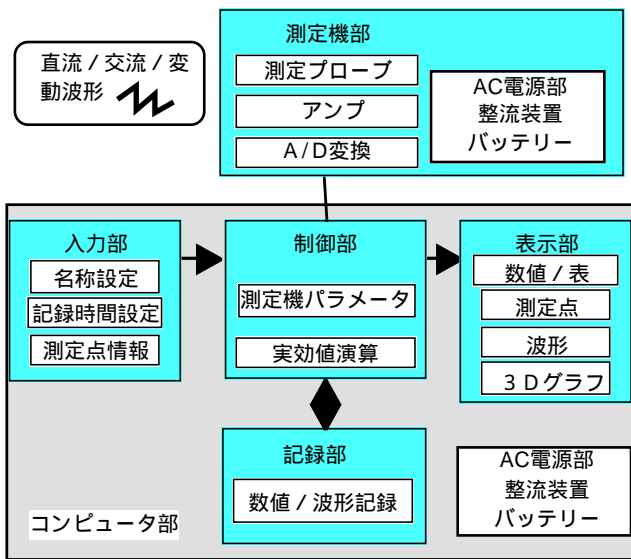 直流 / 交流 / 変
動波形
測定機部
測定プローブ
アンプ
A/D変換
AC電源部
整流装置
バッテリー
入力部
名称設定
記録時間設定
測定点情報
制御部
測定機パラメータ
実効値演算
表示部
数値 / 表
測定点
波形
３Ｄグラフ
記録部
数値 / 波形記録
AC電源部
整流装置
バッテリー
コンピュータ部